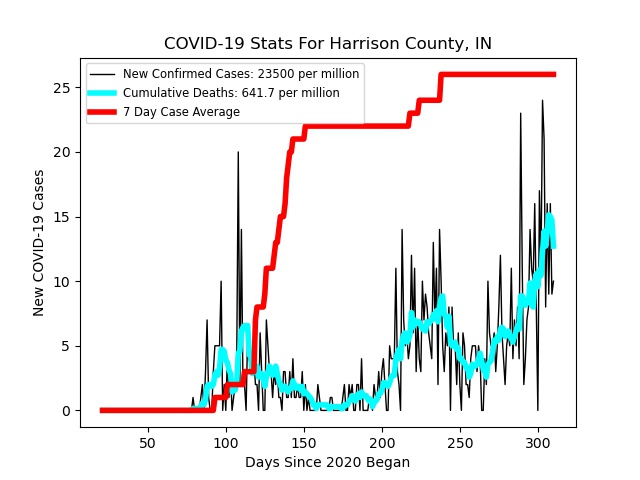 COVID-19 Stats For Harrison County, IN
New Confirmed Cases: 23500 per million
Cumulative Deaths: 641.7 per million
7 Day Case Average
25
20
15
10
5
0
New COVID-19 Cases
50 100 150 200 250 300
Days Since 2020 Began